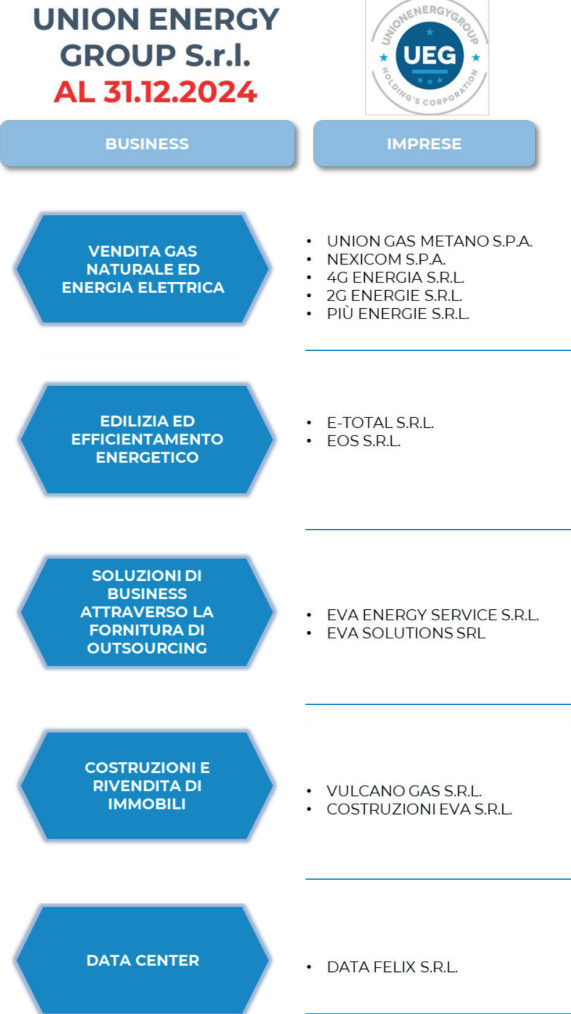 UNION ENERGY
GROUP S.r.l.
AL 31.12.2024
UNIONENERGYGROUP
UEG
HOLDING'S CORPORATION
BUSINESS
IMPRESE
VENDITA GAS
NATURALE ED
ENERGIA ELETTRICA
• UNION GAS METANO S.P.A.
• NEXICOM S.P.A.
• 4G ENERGIA S.R.L.
• 2G ENERGIE S.R.L.
• PIÙ ENERGIE S.R.L.
EDILIZIA ED
EFFICIENTAMENTO
ENERGETICO
• E-TOTAL S.R.L.
• EOS S.R.L.
SOLUZIONI DI
BUSINESS
ATTRAVERSO LA
FORNITURA DI
OUTSOURCING
• EVA ENERGY SERVICE S.R.L.
• EVA SOLUTIONS SRL
COSTRUZIONI E
RIVENDITA DI
IMMOBILI
• VULCANO GAS S.R.L.
• COSTRUZIONI EVA S.R.L.
DATA CENTER
• DATA FELIX S.R.L.